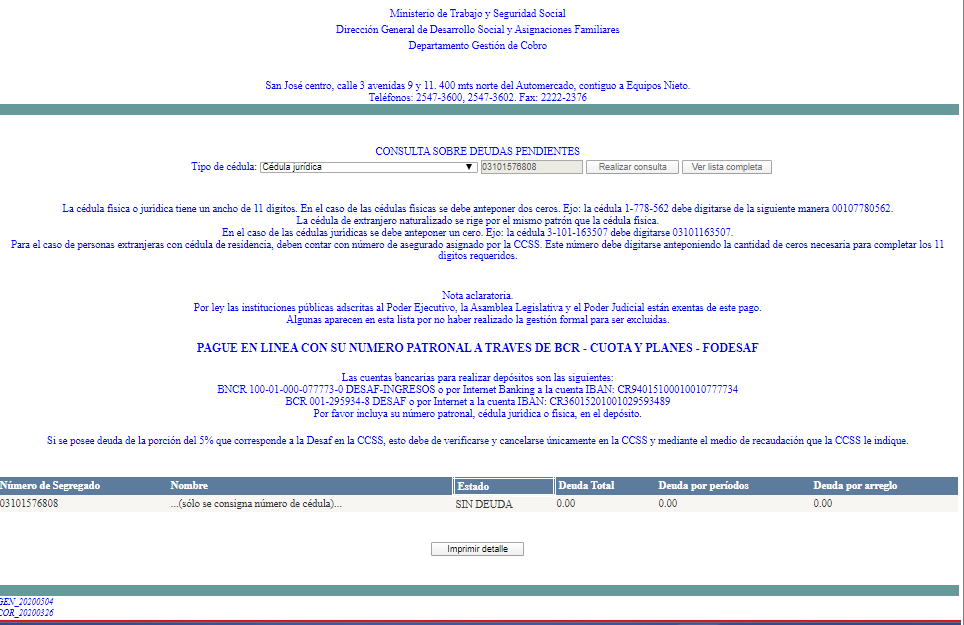 Ministerio de Trabajo y Seguridad Social
Dirección General de Desarrollo Social y Asignaciones Familiares
Departamento Gestión de Cobro
San José centro, calle 3 avenidas 9 y 11. 400 mts norte del Automercado, contiguo a Equipos Nieto.
Teléfonos: 2547-3600, 2547-3602. Fax: 2222-2376
CONSULTA SOBRE DEUDAS PENDIENTES
Tipo de cédula: Cédula jurídica 03101576808 Realizar consulta Ver lista completa
La cédula física o jurídica tiene un ancho de 11 dígitos. En el caso de las cédulas físicas se debe anteponer dos ceros. Ejo: la cédula 1-778-562 debe digitarse de la siguiente manera 00107780562.
La cédula de extranjero naturalizado se rige por el mismo patrón que la cédula física.
En el caso de las cédulas jurídicas se debe anteponer un cero. Ejo: la cédula 3-101-163507 debe digitarse 03101163507.
Para el caso de personas extranjeras con cédula de residencia, deben contar con número de asegurado asignado por la CCSS. Este número debe digitarse anteponiendo la cantidad de ceros necesaria para completar los 11
dígitos requeridos.
Nota aclaratoria.
Por ley las instituciones públicas adscritas al Poder Ejecutivo, la Asamblea Legislativa y el Poder Judicial están exentas de este pago.
Algunas aparecen en esta lista por no haber realizado la gestión formal para ser excluidas.
PAGUE EN LINEA CON SU NUMERO PATRONAL A TRAVES DE BCR - CUOTA Y PLANES - FODESAF
Las cuentas bancarias para realizar depósitos son las siguientes:
BNCR 100-01-000-077773-0 DESAF-INGRESOS o por Internet Banking a la cuenta IBAN: CR94015100010010777734
BCR 001-295934-8 DESAF o por Internet a la cuenta IBAN: CR36015201001029593489
Por favor incluya su número patronal, cédula jurídica o física, en el depósito.
Si se posee deuda de la porción del 5% que corresponde a la Desaf en la CCSS, esto debe de verificarse y cancelarse únicamente en la CCSS y mediante el medio de recaudación que la CCSS le indique.
Número de Segregado Nombre Estado Deuda Total Deuda por períodos Deuda por arreglo
03101576808 ...(sólo se consigna número de cédula)... SIN DEUDA 0.00 0.00 0.00
Imprimir detalle
GEN_20200504
COR_20200326